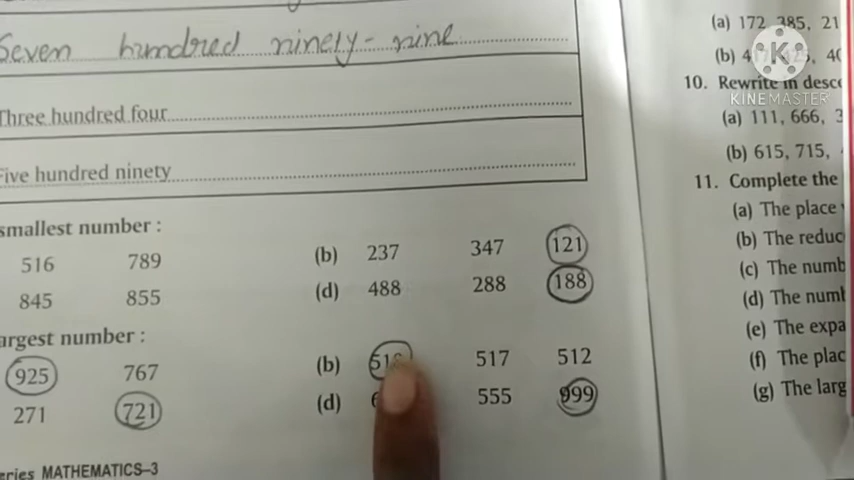 Seven hundred ninety-nine
Three hundred four
Five hundred ninety
smallest number :
516 789 (b) 237 347 121
845 855 (d) 488 288 188
argest number :
925 767 (b) 517 512
271 721 (d) 555 999
eries MATHEMATICS–3
(a) 172, 385, 21
(b)
10. Rewrite in desc
(a) 111, 666, 3
(b) 615, 715,
11. Complete the
(a) The place
(b) The reduc
(c) The numb
(d) The numb
(e) The expa
(f) The plac
(g) The larg
KINEMASTER